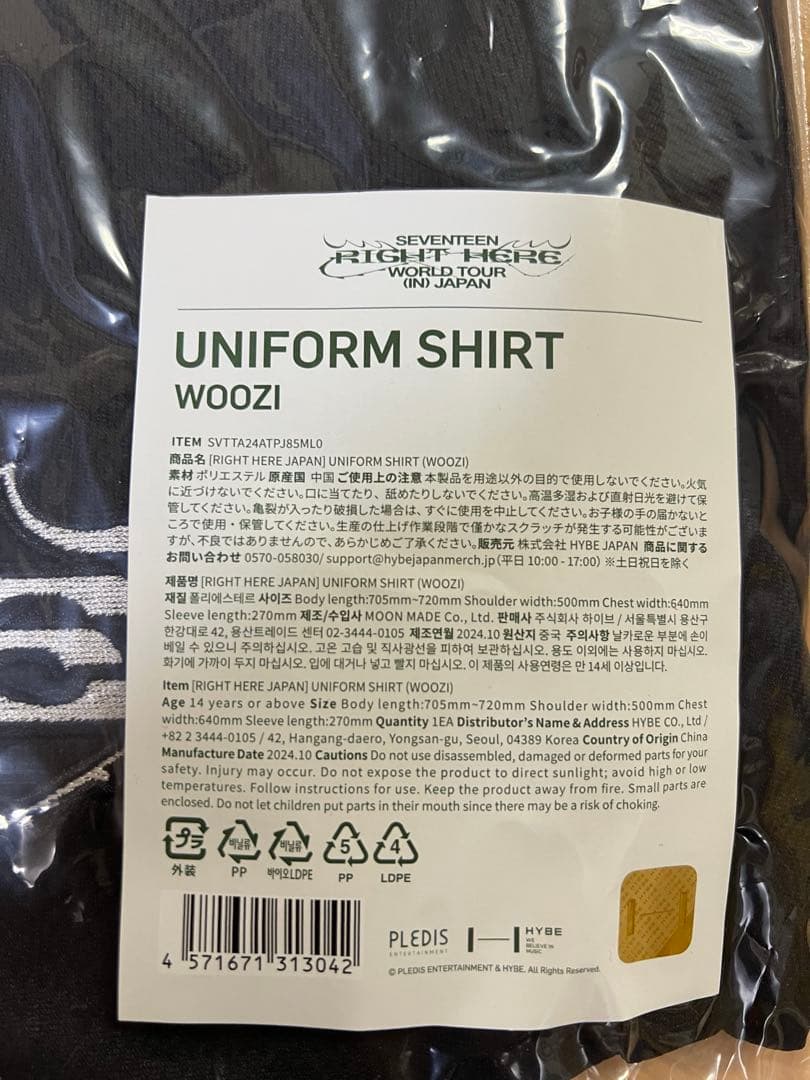 SEVENTEEN
RIGHT HERE
WORLD TOUR
(IN) JAPAN
UNIFORM SHIRT
WOOZI
ITEM SVTTA24ATPJ85ML0
商品名 [RIGHT HERE JAPAN] UNIFORM SHIRT (WOOZI)
素材 ポリエステル 原産国 中国 ご使用上の注意 本製品を用途以外の目的で使用しないでください。火気
に近づけないでください。口に当てたり、舐めたりしないでください。高温多湿および直射日光を避けて保
管してください。亀裂が入ったり破損した場合は、すぐに使用を中止してください。お子様の手の届かないと
ころで使用・保管してください。生産の仕上げ作業段階で僅かなスクラッチが発生する可能性がございま
すが、不良ではありませんので、あらかじめご了承ください。販売元 株式会社 HYBE JAPAN 商品に関する
お問い合わせ 0570-058030/ support@hybejapanmerch.jp (平日 10:00 - 17:00) ※土日祝日を除く
제품명 [RIGHT HERE JAPAN] UNIFORM SHIRT (WOOZI)
재질 폴리에스테르 사이즈 Body length:705mm~720mm Shoulder width:500mm Chest width:640mm
Sleeve length:270mm 제조/수입사 MOON MADE Co., Ltd. 판매사 주식회사 하이브 / 서울특별시 용산구
한강대로 42, 용산트레이드 센터 02-3444-0105 제조연월 2024.10 원산지 중국 주의사항 날카로운 부분에 손이
베일 수 있으니 주의하십시오. 고온 고습 및 직사광선을 피하여 보관하십시오. 용도 이외에는 사용하지 마십시오.
화기에 가까이 두지 마십시오. 입에 대거나 넣고 빨지 마십시오. 이 제품의 사용연령은 만 14세 이상입니다.
Item [RIGHT HERE JAPAN] UNIFORM SHIRT (WOOZI)
Age 14 years or above Size Body length:705mm~720mm Shoulder width:500mm Chest
width:640mm Sleeve length:270mm Quantity 1EA Distributor's Name & Address HYBE CO., Ltd /
+82 2 3444-0105 / 42, Hangang-daero, Yongsan-gu, Seoul, 04389 Korea Country of Origin China
Manufacture Date 2024.10 Cautions Do not use disassembled, damaged or deformed parts for your
safety. Injury may occur. Do not expose the product to direct sunlight; avoid high or low
temperatures. Follow instructions for use. Keep the product away from fire. Small parts are
enclosed. Do not let children put parts in their mouth since there may be a risk of choking.
プラ 비닐류 비닐류 5 4
外装 PP 바이오LDPE PP LDPE
4 571671 313042
PLEDIS
ENTERTAINMENT
HYBE
WE
BELIEVE IN
MUSIC
© PLEDIS ENTERTAINMENT & HYBE. All Rights Reserved.